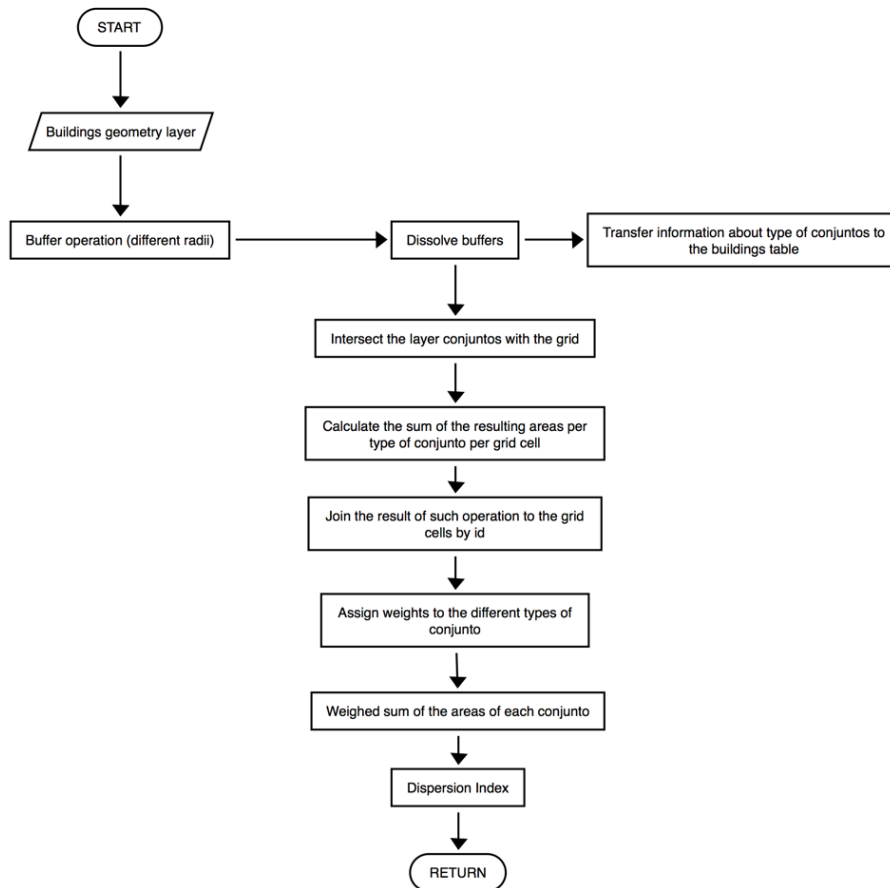 START
Buildings geometry layer
Buffer operation (different radii)
Dissolve buffers
Transfer information about type of conjuntos to
the buildings table
Intersect the layer conjuntos with the grid
Calculate the sum of the resulting areas per
type of conjunto per grid cell
Join the result of such operation to the grid
cells by id
Assign weights to the different types of
conjunto
Weighed sum of the areas of each conjunto
Dispersion Index
RETURN